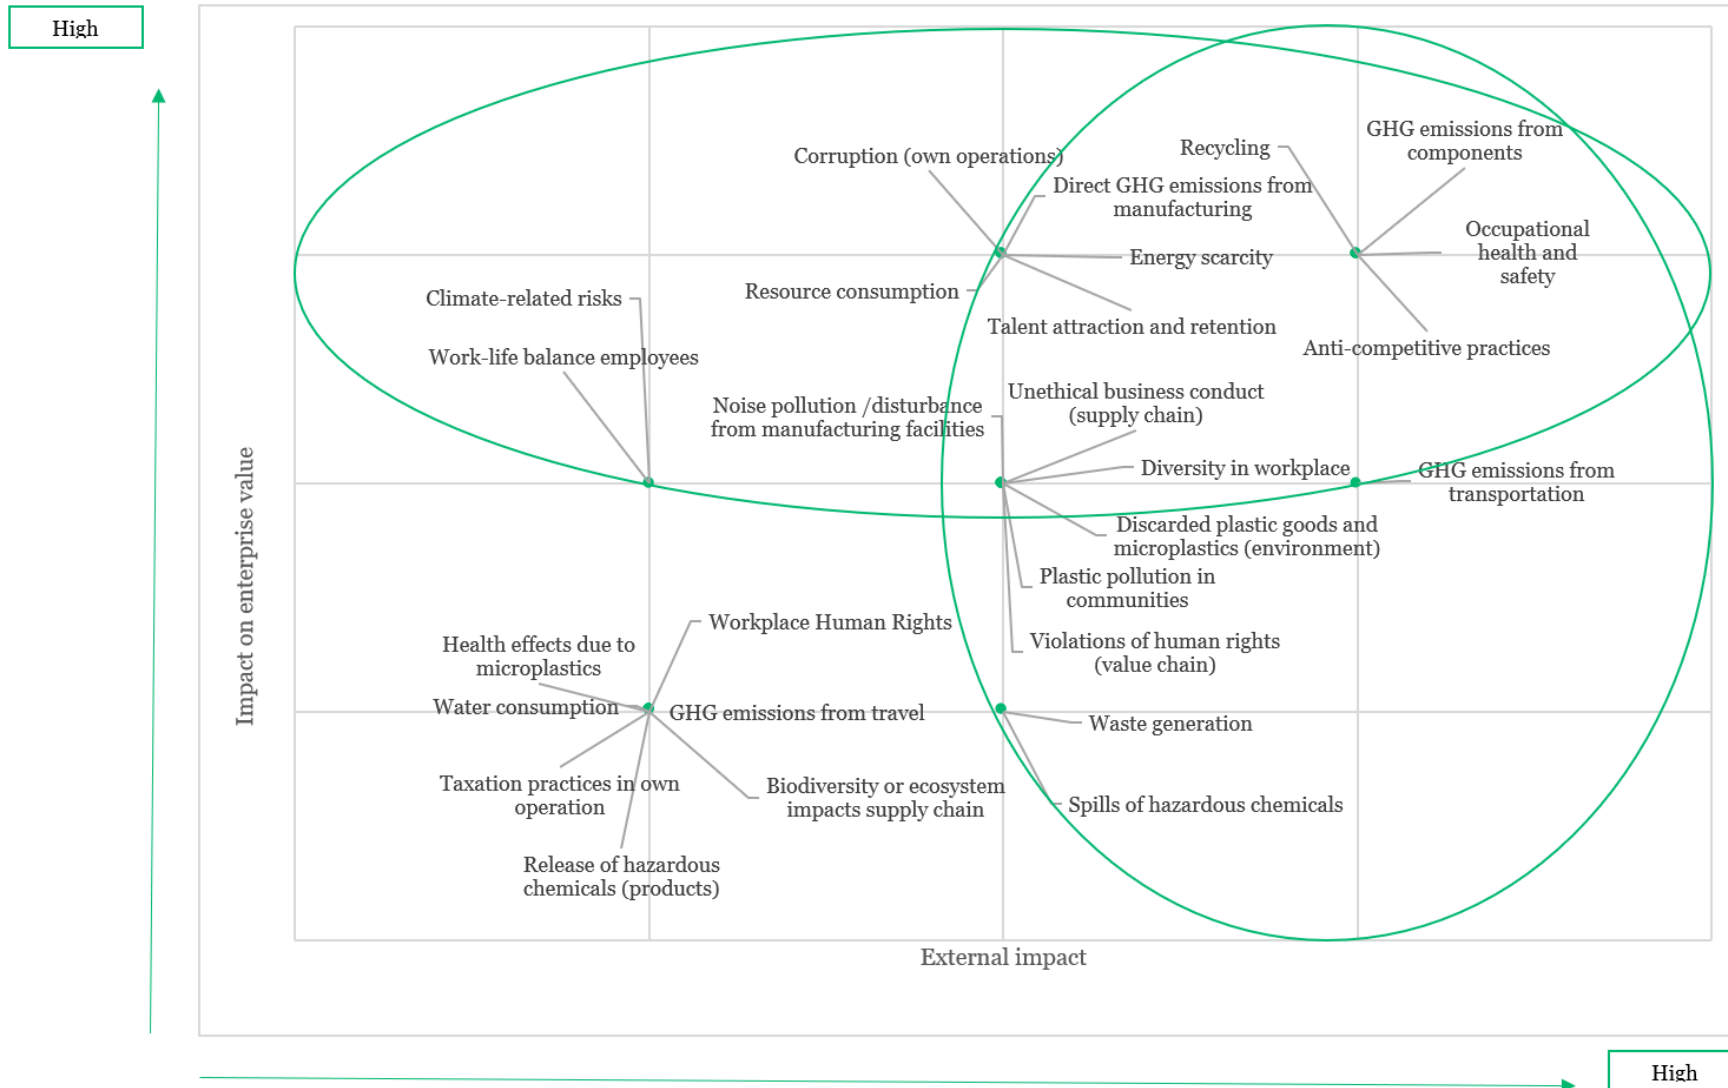 High
Corruption (own operations)
Recycling
GHG emissions from
components
Direct GHG emissions from
manufacturing
Energy scarcity
Occupational
health and
safety
Resource consumption
Talent attraction and retention
Anti-competitive practices
Climate-related risks
Work-life balance employees
Noise pollution /disturbance
from manufacturing facilities
Unethical business conduct
(supply chain)
Diversity in workplace
GHG emissions from
transportation
Discarded plastic goods and
microplastics (environment)
Plastic pollution in
communities
Violations of human rights
(value chain)
Impact on enterprise value
Workplace Human Rights
Health effects due to
microplastics
Water consumption
GHG emissions from travel
Waste generation
Taxation practices in own
operation
Biodiversity or ecosystem
impacts supply chain
Spills of hazardous chemicals
Release of hazardous
chemicals (products)
External impact
High